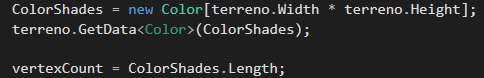 ColorShades = new Color[terreno.Width * terreno.Height];
terreno.GetData<Color>(ColorShades);
vertexCount = ColorShades.Length;